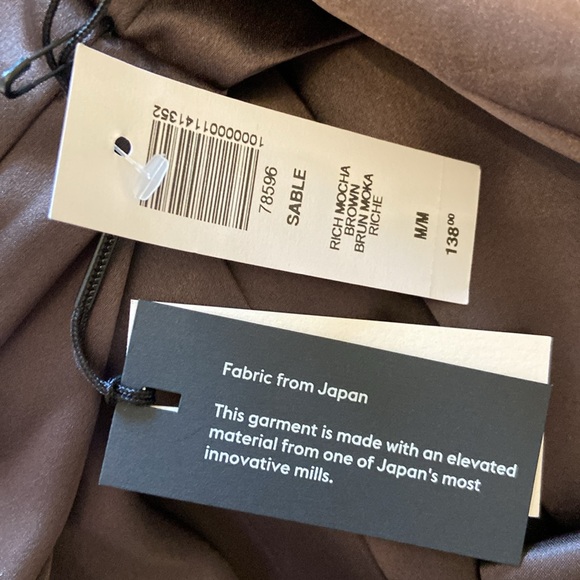 10000001141352
78596
SABLE
RICH MOCHA
BROWN
BRUN MOKA
RICHE
M/M
138.00
Fabric from Japan
This garment is made with an elevated
material from one of Japan's most
innovative mills.